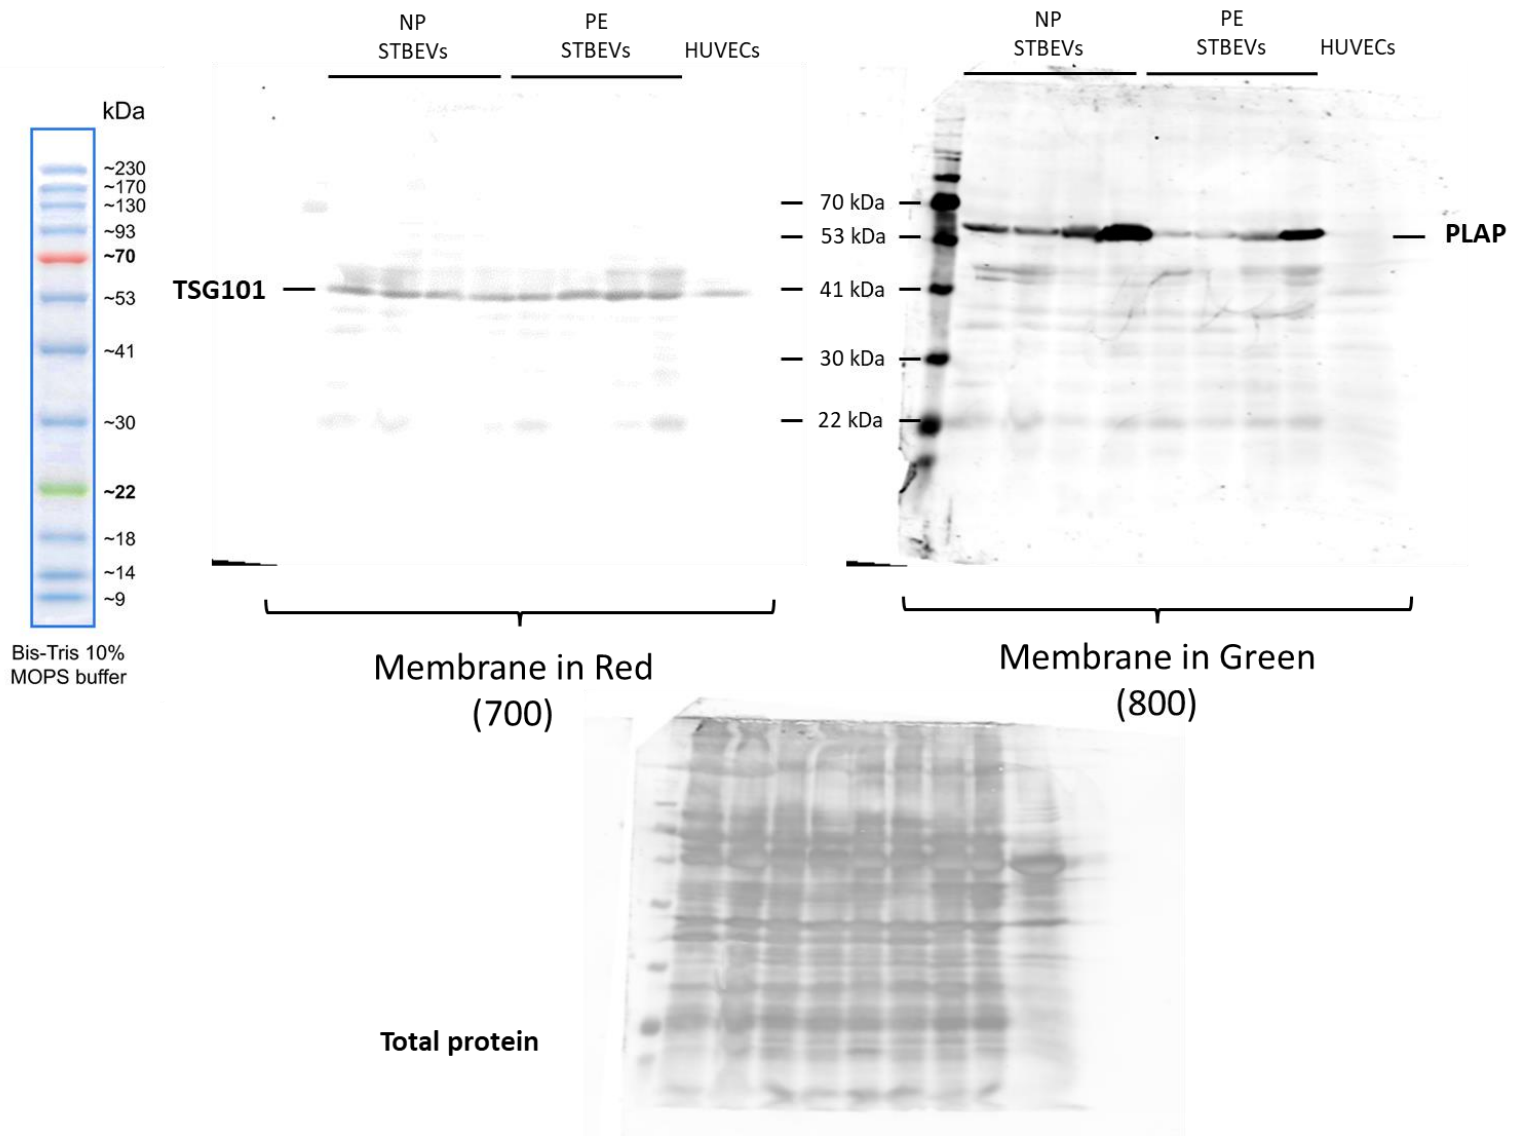 NP
STBEVs
PE
STBEVs
HUVECs
NP
STBEVs
PE
STBEVs
HUVECs
kDa
~230
~170
~130
~93
~70
~53
~41
~30
~22
~18
~14
~9
Bis-Tris 10%
MOPS buffer
TSG101
70 kDa
53 kDa
41 kDa
30 kDa
22 kDa
PLAP
Membrane in Red
(700)
Membrane in Green
(800)
Total protein